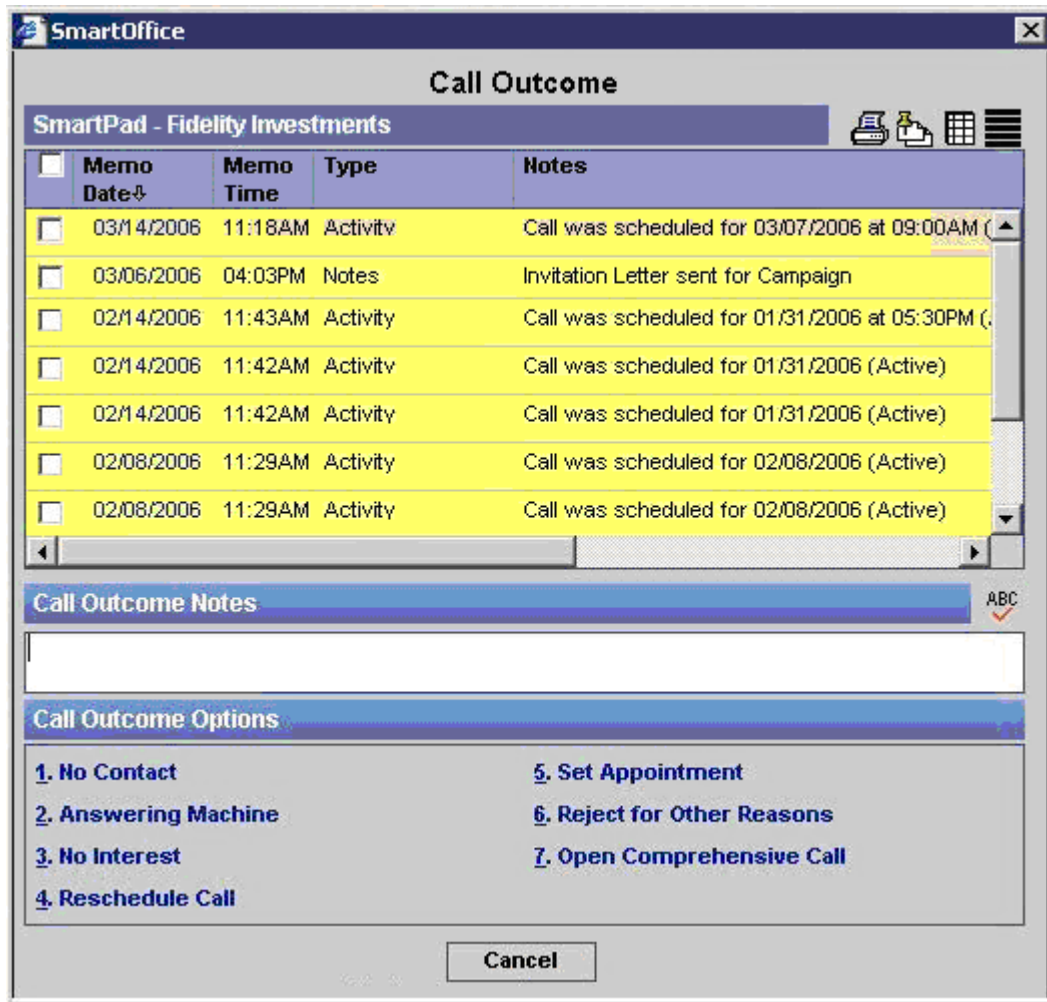 SmartOffice
Call Outcome
SmartPad - Fidelity Investments
Memo Date Memo Time Type Notes
03/14/2006 11:18AM Activity Call was scheduled for 03/07/2006 at 09:00AM (
03/06/2006 04:03PM Notes Invitation Letter sent for Campaign
02/14/2006 11:43AM Activity Call was scheduled for 01/31/2006 at 05:30PM (
02/14/2006 11:42AM Activity Call was scheduled for 01/31/2006 (Active)
02/14/2006 11:42AM Activity Call was scheduled for 01/31/2006 (Active)
02/08/2006 11:29AM Activity Call was scheduled for 02/08/2006 (Active)
02/08/2006 11:29AM Activity Call was scheduled for 02/08/2006 (Active)
Call Outcome Notes
ABC
Call Outcome Options
1. No Contact
2. Answering Machine
3. No Interest
4. Reschedule Call
5. Set Appointment
6. Reject for Other Reasons
7. Open Comprehensive Call
Cancel